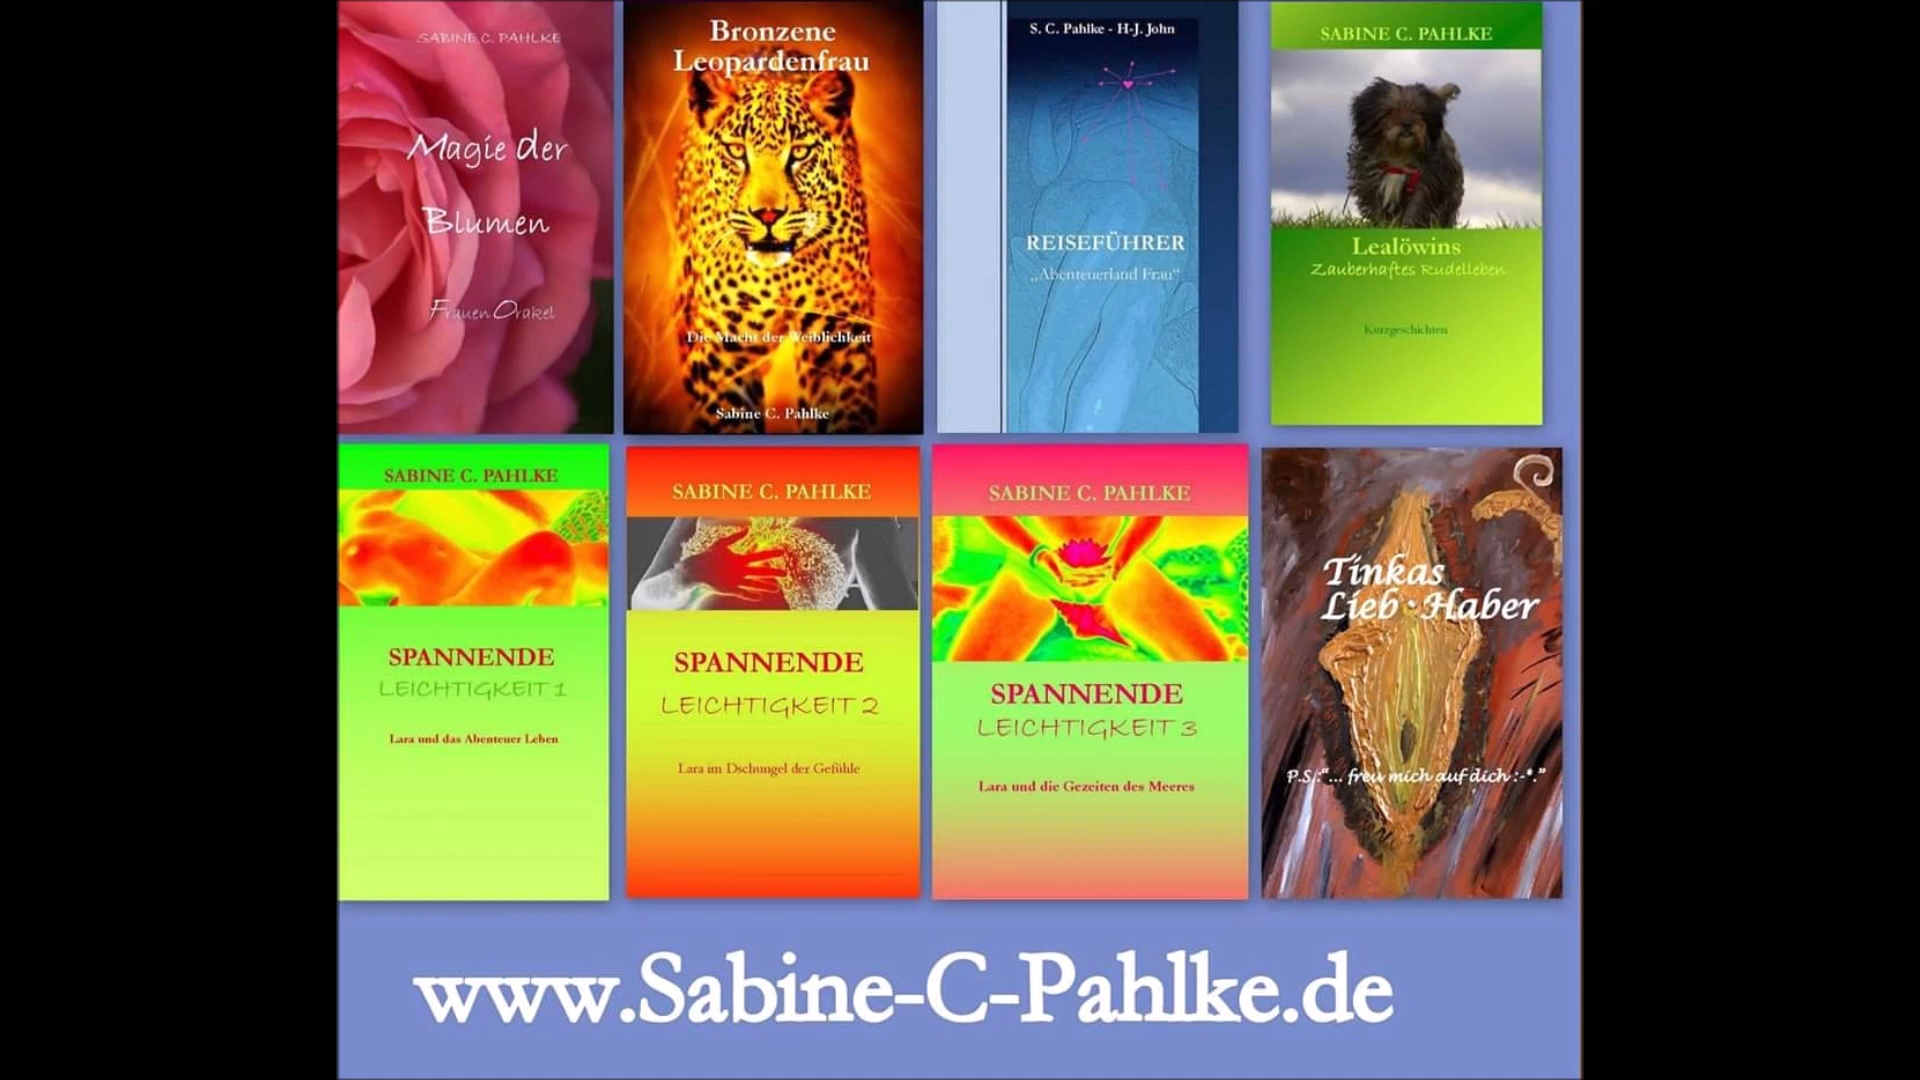 SABINE C. PAHLKE
Magie der
Blumen
Frauen Orakel
Bronzene
Leopardenfrau
Die Macht der Weiblichkeit
Sabine C. Pahlke
S. C. Pahlke - H-J. John
REISEFÜHRER
„Abenteuerland Frau“
SABINE C. PAHLKE
Lealöwins
Zauberhaftes Rudelleben
Kurzgeschichten
SABINE C. PAHLKE
SPANNENDE
LEICHTIGKEIT 1
Lara und das Abenteuer Leben
SABINE C. PAHLKE
SPANNENDE
LEICHTIGKEIT 2
Lara im Dschungel der Gefühle
SABINE C. PAHLKE
SPANNENDE
LEICHTIGKEIT 3
Lara und die Gezeiten des Meeres
Tinkas
Lieb·Haber
P.S.:“... freu mich auf dich :-*.”
www.Sabine-C-Pahlke.de